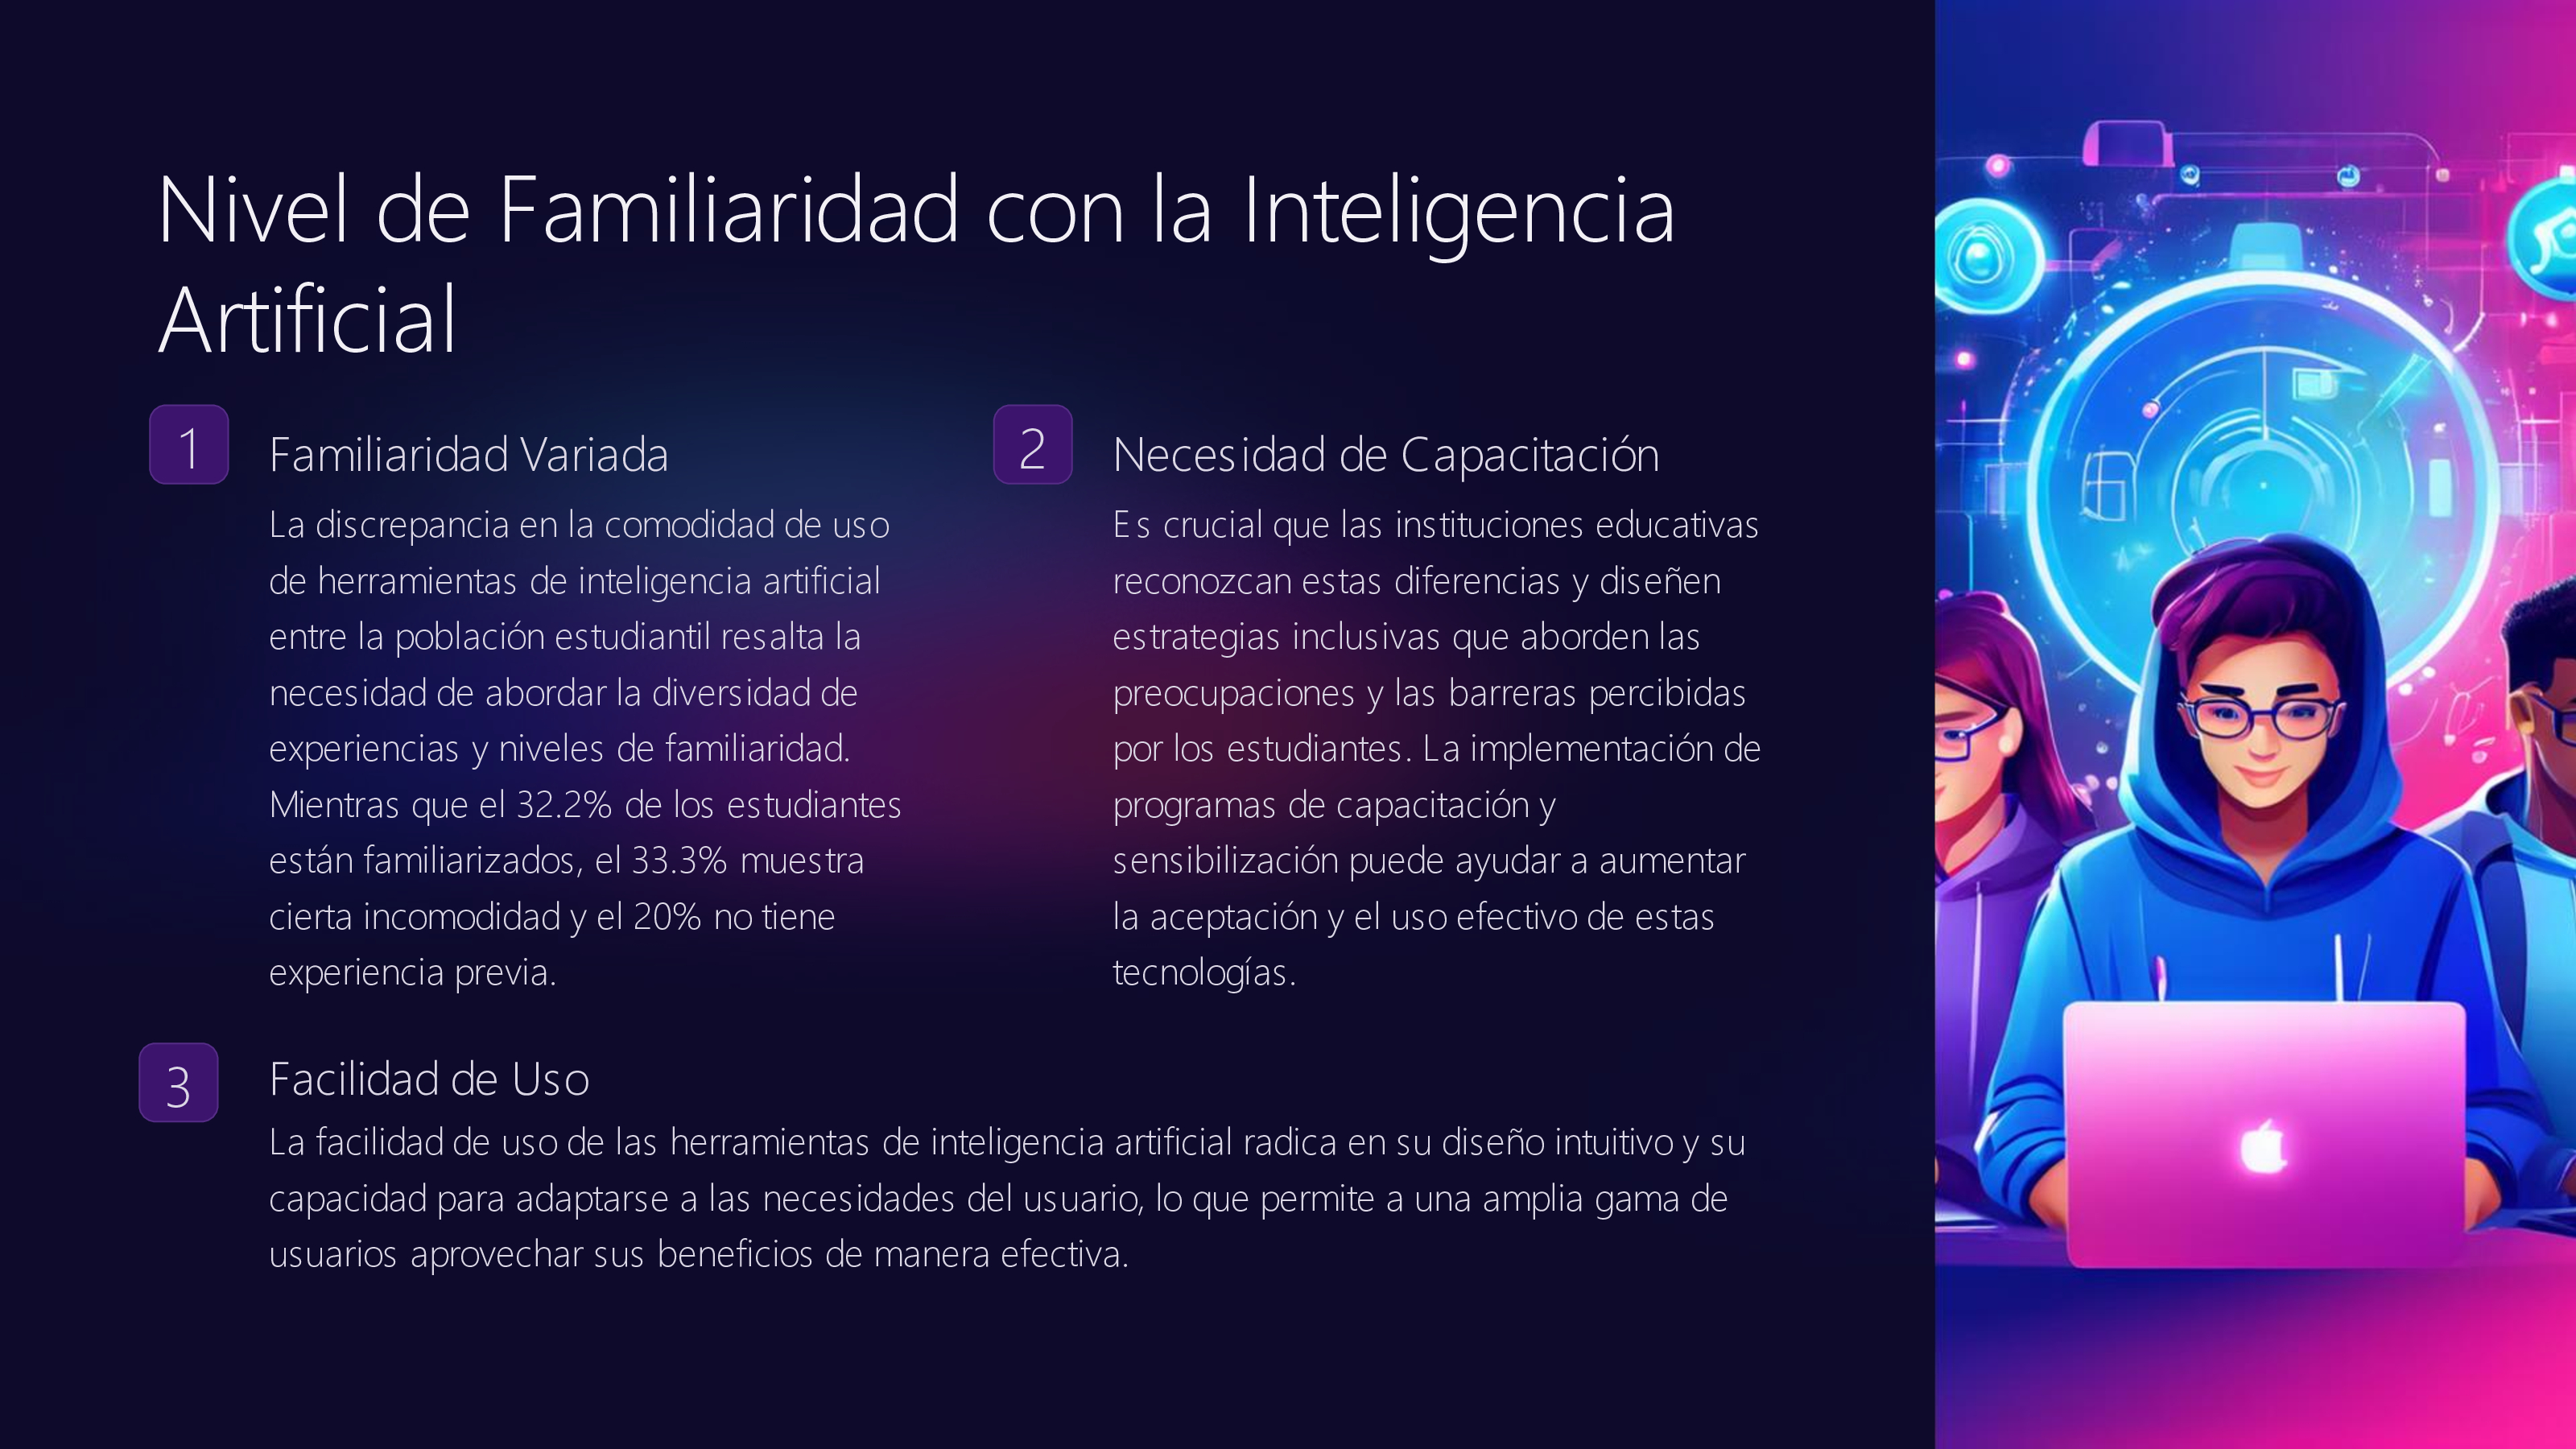 Nivel de Familiaridad con la Inteligencia
Artificial
1
Familiaridad Variada
La discrepancia en la comodidad de uso
de herramientas de inteligencia artificial
entre la población estudiantil resalta la
necesidad de abordar la diversidad de
experiencias y niveles de familiaridad.
Mientras que el 32.2% de los estudiantes
están familiarizados, el 33.3% muestra
cierta incomodidad y el 20% no tiene
experiencia previa.
2
Necesidad de Capacitación
Es crucial que las instituciones educativas
reconozcan estas diferencias y diseñen
estrategias inclusivas que aborden las
preocupaciones y las barreras percibidas
por los estudiantes. La implementación de
programas de capacitación y
sensibilización puede ayudar a aumentar
la aceptación y el uso efectivo de estas
tecnologías.
3
Facilidad de Uso
La facilidad de uso de las herramientas de inteligencia artificial radica en su diseño intuitivo y su
capacidad para adaptarse a las necesidades del usuario, lo que permite a una amplia gama de
usuarios aprovechar sus beneficios de manera efectiva.